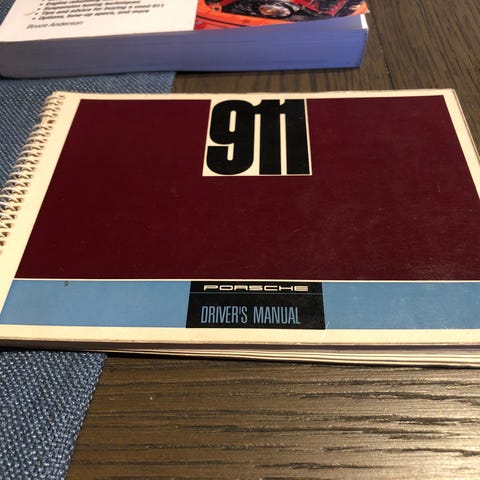 • Tips and advice for buying a used 911
• Options, tune-up specs, and more
Bruce Anderson
911
PORSCHE
DRIVER'S MANUAL